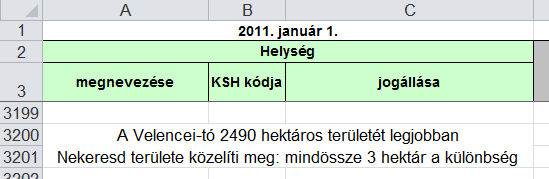 A B C
1 2011. január 1.
2 Helység
3 megnevezése KSH kódja jogállása
3199
3200 A Velencei-tó 2490 hektáros területét legjobban
3201 Nekeresd területe közelíti meg: mindössze 3 hektár a különbség
3202